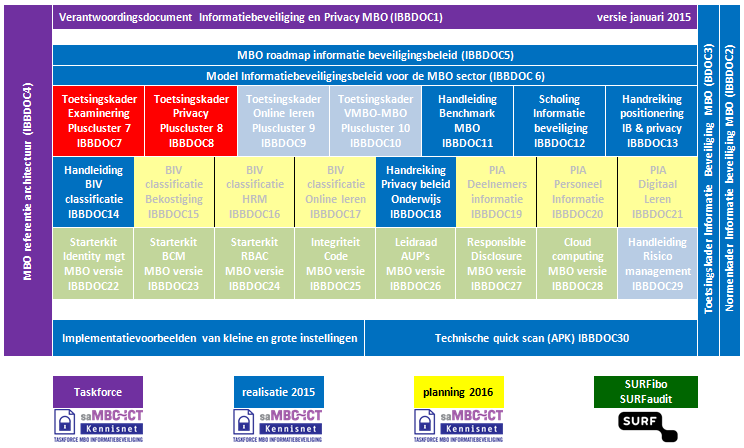 Verantwoordingsdocument Informatiebeveiliging en Privacy MBO (IBBDOC1) versie januari 2015
MBO referentie architectuur (IBBDOC4)
MBO roadmap informatie beveiligingsbeleid (IBBDOC5)
Model Informatiebeveiligingsbeleid voor de MBO sector (IBBDOC 6)
Toetsingskader
Examinering
Pluscluster 7
IBBDOC7
Toetsingskader
Privacy
Pluscluster 8
IBBDOC8
Toetsingskader
Online leren
Pluscluster 9
IBBDOC9
Toetsingskader
VMBO-MBO
Pluscluster 10
IBBDOC10
Handleiding
Benchmark
MBO
IBBDOC11
Scholing
Informatie
beveiliging
IBBDOC12
Handreiking
positionering
IB & privacy
IBBDOC13
Handleiding
BIV
classificatie
IBBDOC14
BIV
classificatie
Bekostiging
IBBDOC15
BIV
classificatie
HRM
IBBDOC16
BIV
classificatie
Online leren
IBBDOC17
Handreiking
Privacy beleid
Onderwijs
IBBDOC18
PIA
Deelnemers
informatie
IBBDOC19
PIA
Personeel
Informatie
IBBDOC20
PIA
Digitaal
Leren
IBBDOC21
Starterkit
Identity mgt
MBO versie
IBBDOC22
Starterkit
BCM
MBO versie
IBBDOC23
Starterkit
RBAC
MBO versie
IBBDOC24
Integriteit
Code
MBO versie
IBBDOC25
Leidraad
AUP's
MBO versie
IBBDOC26
Responsible
Disclosure
MBO versie
IBBDOC27
Cloud
computing
MBO versie
IBBDOC28
Handleiding
Risico
management
IBBDOC29
Implementatievoorbeelden van kleine en grote instellingen
Technische quick scan (APK) IBBDOC30
Toetsingskader Informatie Beveiliging MBO (BDOC3)
Normenkader Informatie beveiliging MBO (IBBDOC2)
Taskforce
saMBO-ICT
Kennisnet
TASKFORCE MBO INFORMATIEBEVEILIGING
realisatie 2015
saMBO-ICT
Kennisnet
TASKFORCE MBO INFORMATIEBEVEILIGING
planning 2016
saMBO-ICT
Kennisnet
TASKFORCE MBO INFORMATIEBEVEILIGING
SURFibo
SURFaudit
SURF